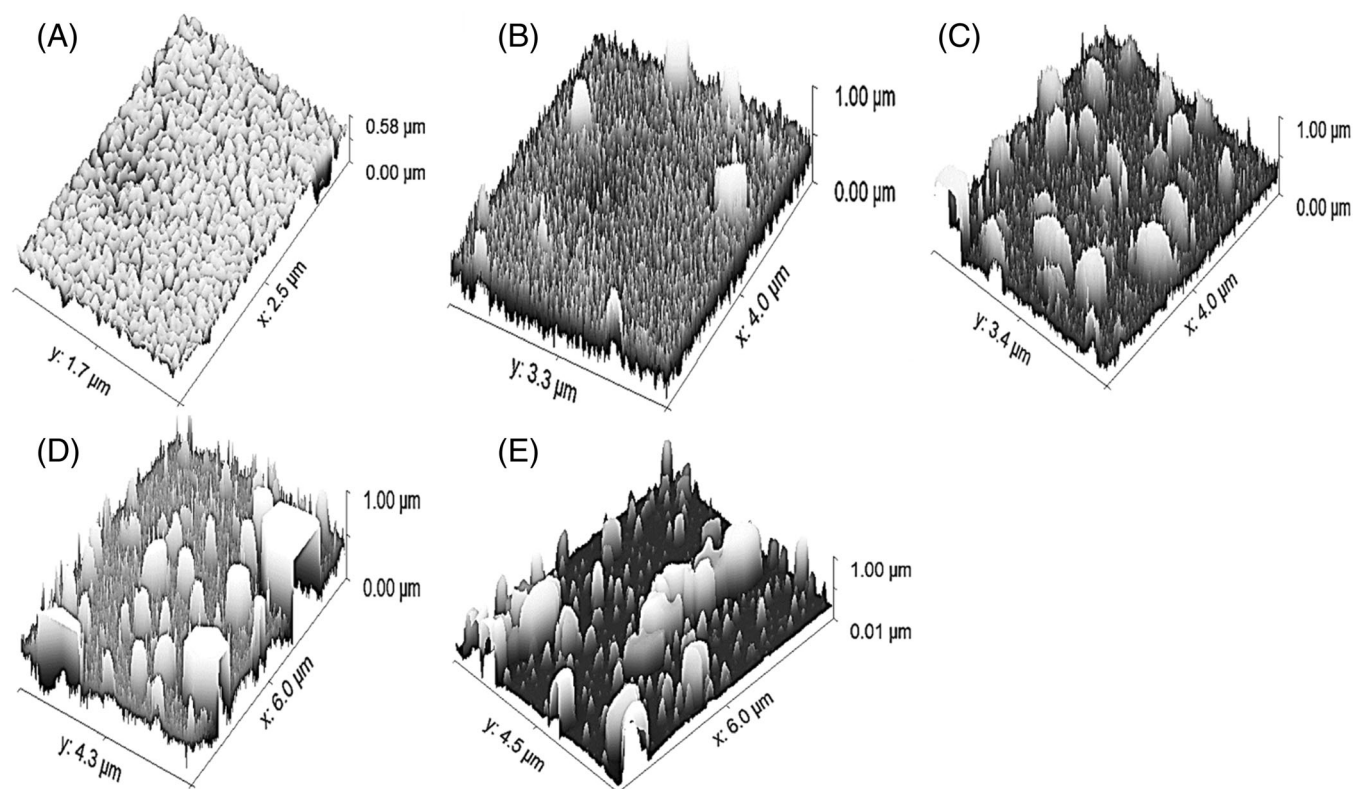 (A)
0.58 µm
0.00 µm
x: 2.5 µm
y: 1.7 µm
(B)
1.00 µm
0.00 µm
x: 4.0 µm
y: 3.3 µm
(C)
1.00 µm
0.00 µm
x: 4.0 µm
y: 3.4 µm
(D)
1.00 µm
0.00 µm
x: 6.0 µm
y: 4.3 µm
(E)
1.00 µm
0.01 µm
x: 6.0 µm
y: 4.5 µm